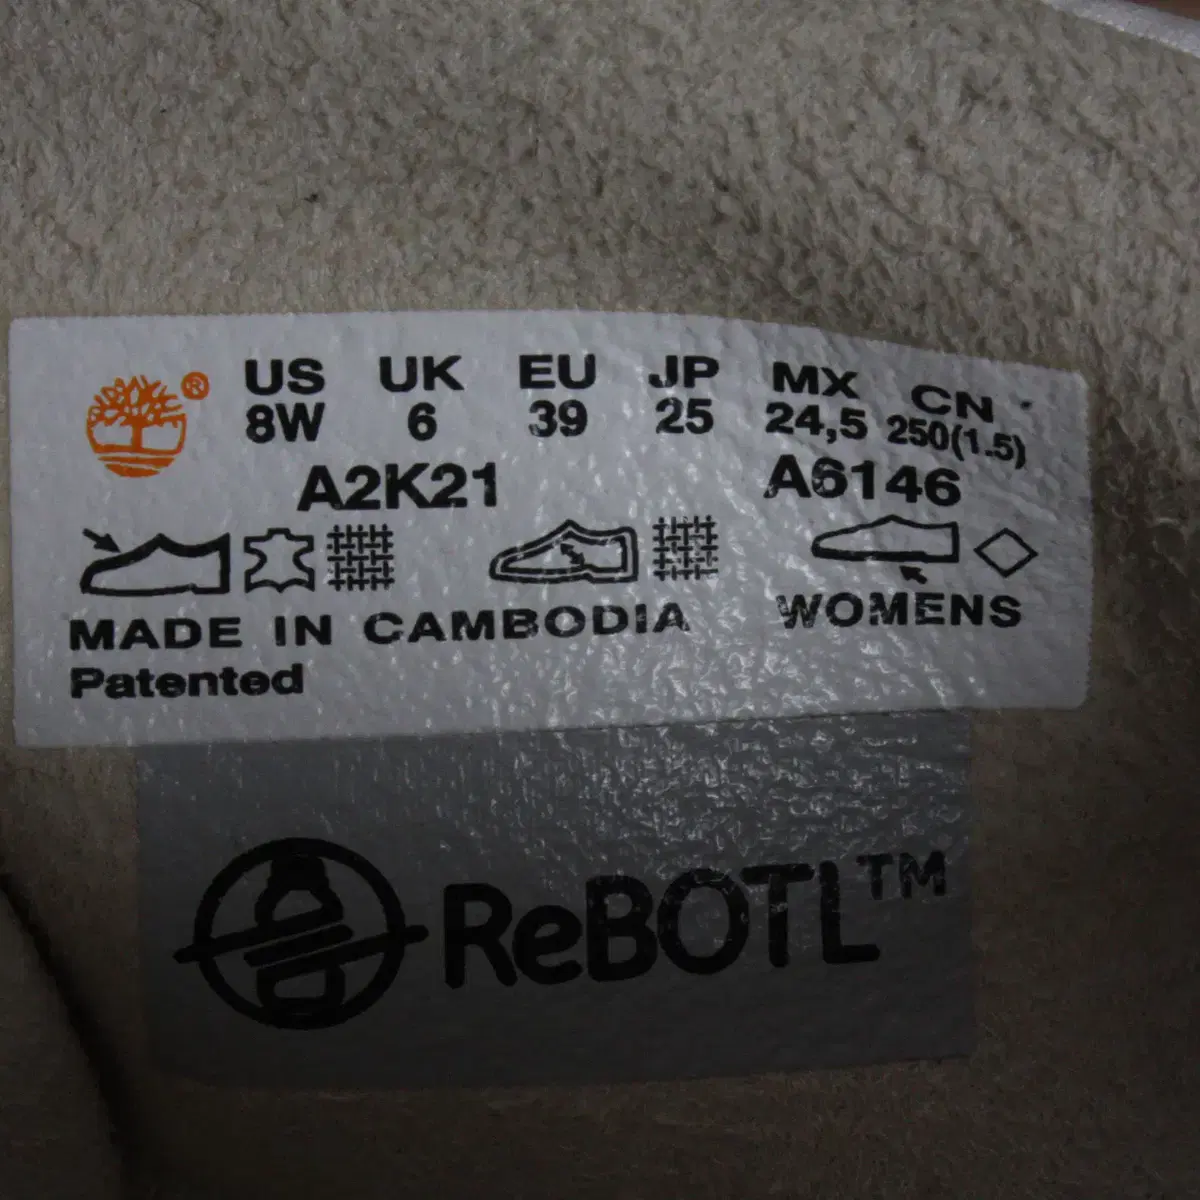 ® US UK EU JP MX CN
8W 6 39 25 24,5 250(1.5)
A2K21 A6146
MADE IN CAMBODIA WOMENS
Patented
ReBOTL™